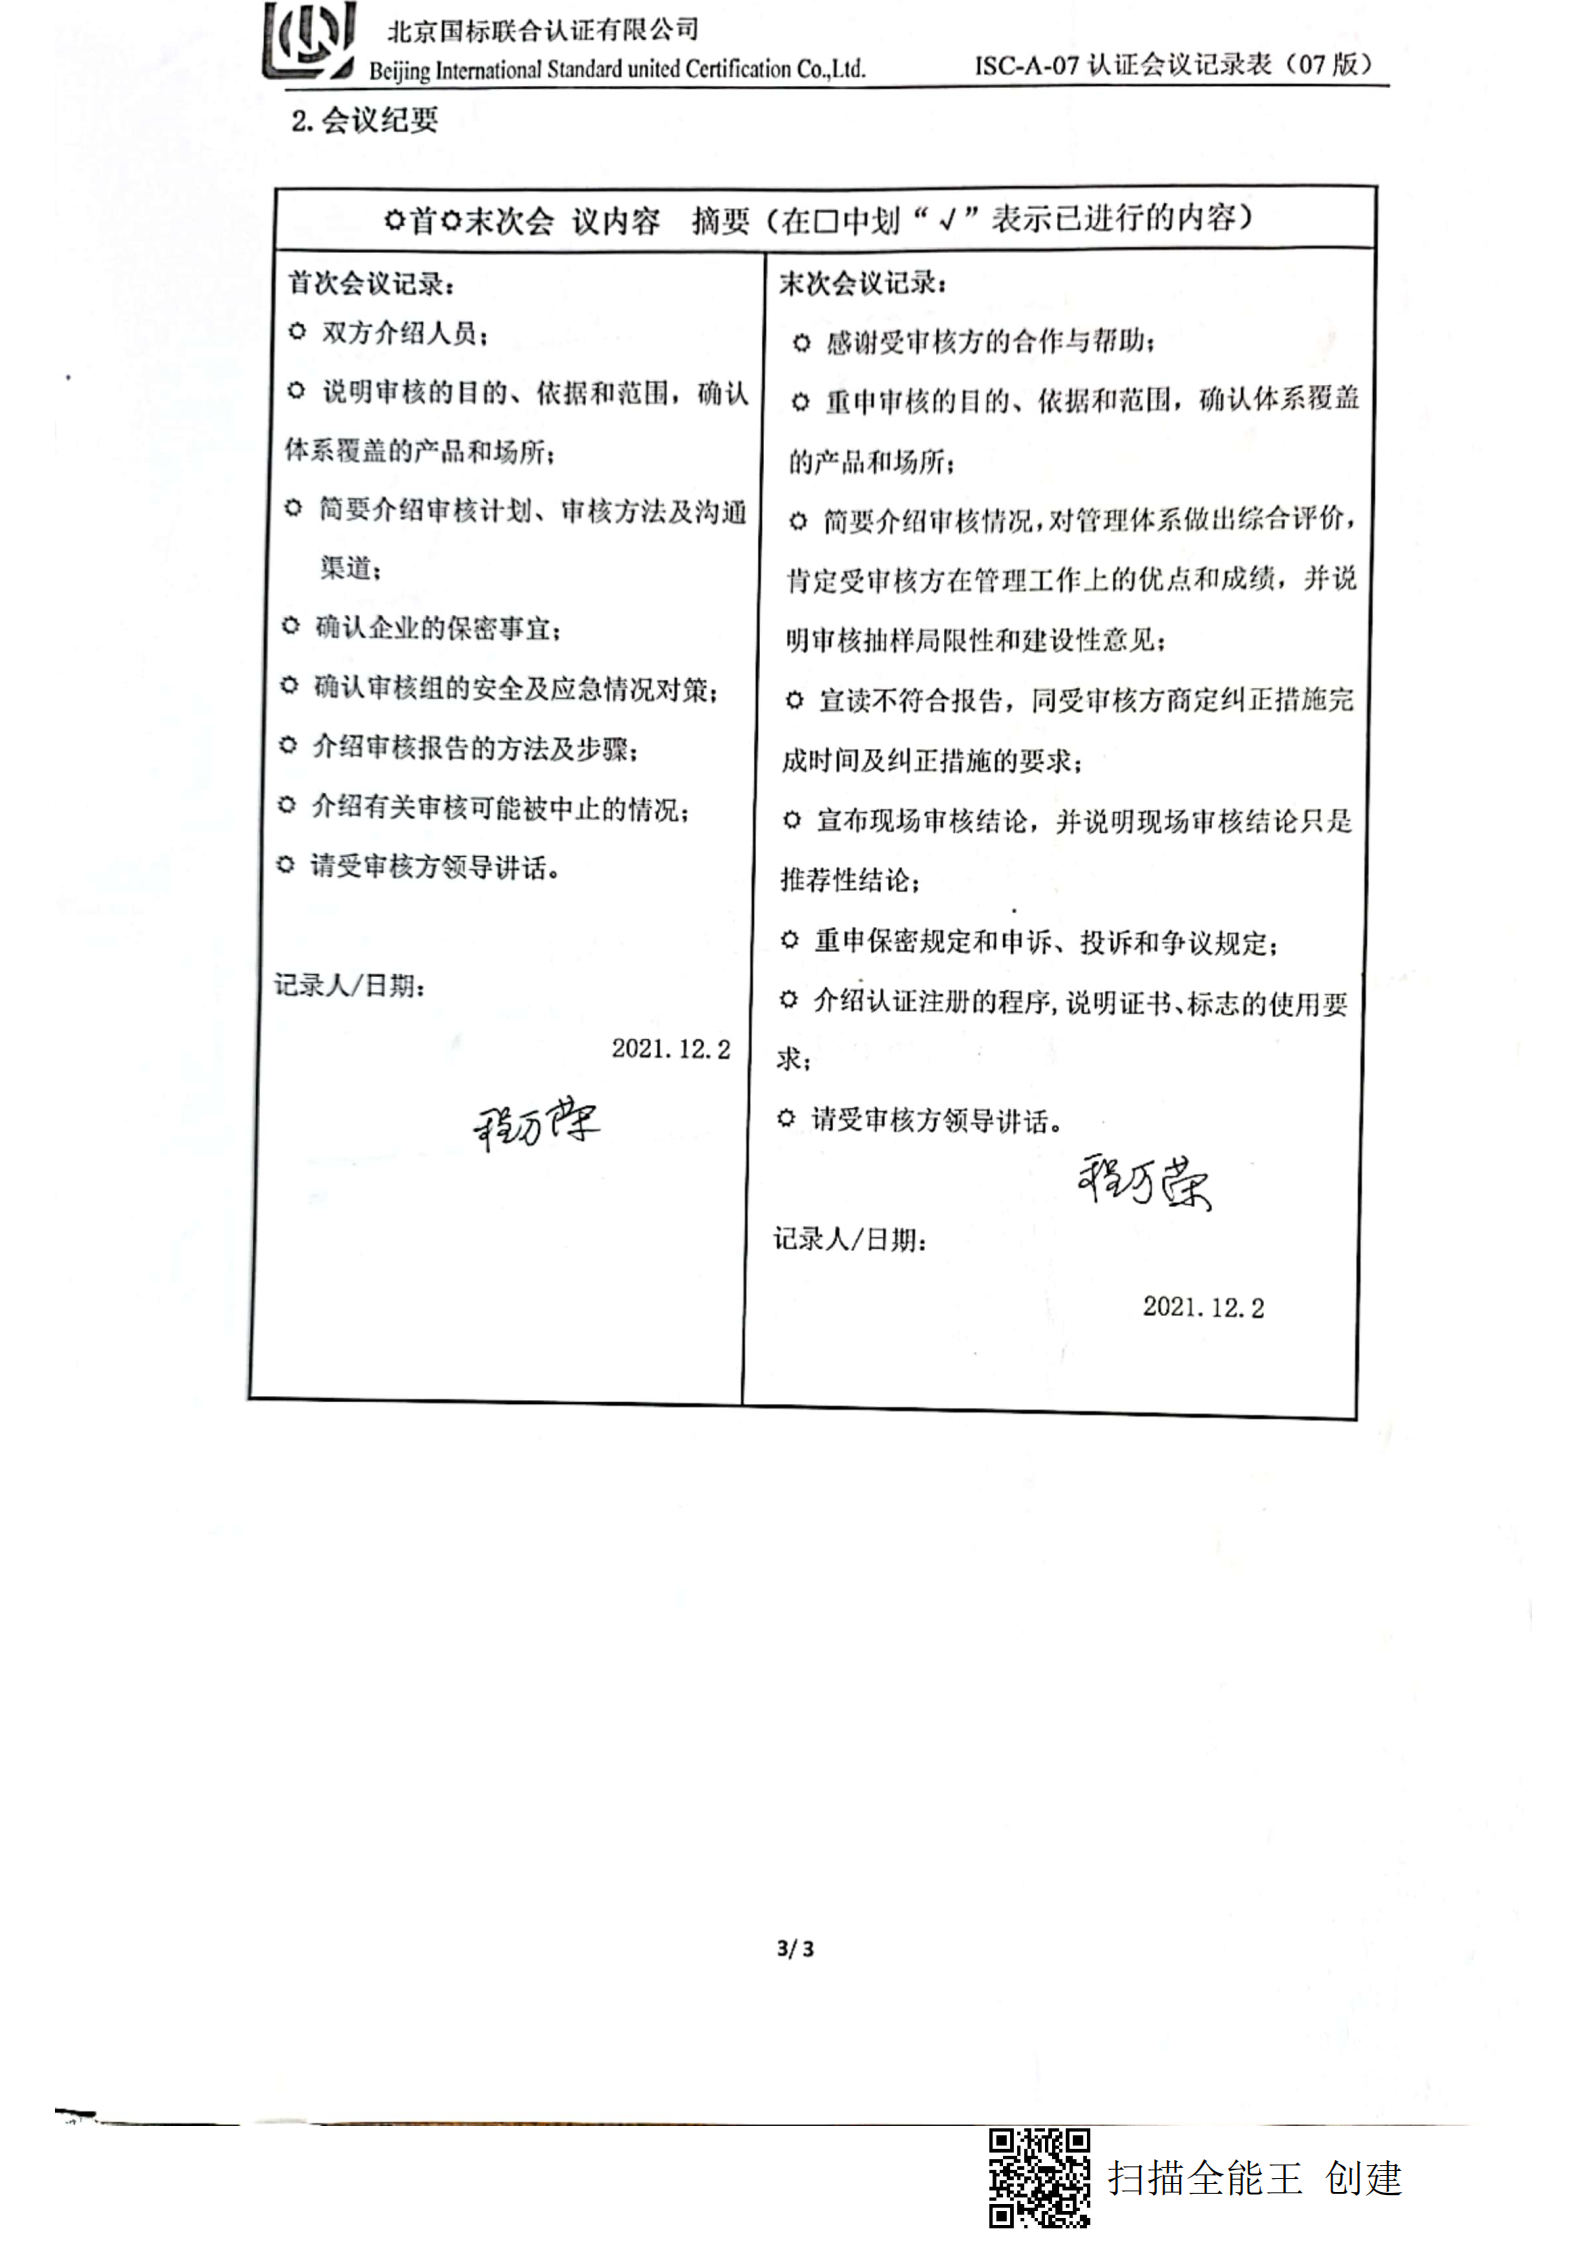 北京国标联合认证有限公司
Beijing International Standard united Certification Co.,Ltd.
ISC-A-07 认证会议记录表（07 版）
2. 会议纪要
首末次会 议内容 摘要（在□中划“√”表示已进行的内容）
首次会议记录：
双方介绍人员；
说明审核的目的、依据和范围，确认
体系覆盖的产品和场所；
简要介绍审核计划、审核方法及沟通
渠道；
确认企业的保密事宜；
确认审核组的安全及应急情况对策；
介绍审核报告的方法及步骤；
介绍有关审核可能被中止的情况；
请受审核方领导讲话。
记录人/日期：
2021.12.2
程万荣
末次会议记录：
感谢受审核方的合作与帮助；
重申审核的目的、依据和范围，确认体系覆盖
的产品和场所；
简要介绍审核情况，对管理体系做出综合评价，
肯定受审核方在管理工作上的优点和成绩，并说
明审核抽样局限性和建设性意见；
宣读不符合报告，同受审核方商定纠正措施完
成时间及纠正措施的要求；
宣布现场审核结论，并说明现场审核结论只是
推荐性结论；
重申保密规定和申诉、投诉和争议规定；
介绍认证注册的程序，说明证书、标志的使用要
求；
请受审核方领导讲话。
程万荣
记录人/日期：
2021.12.2
3/ 3
扫描全能王 创建